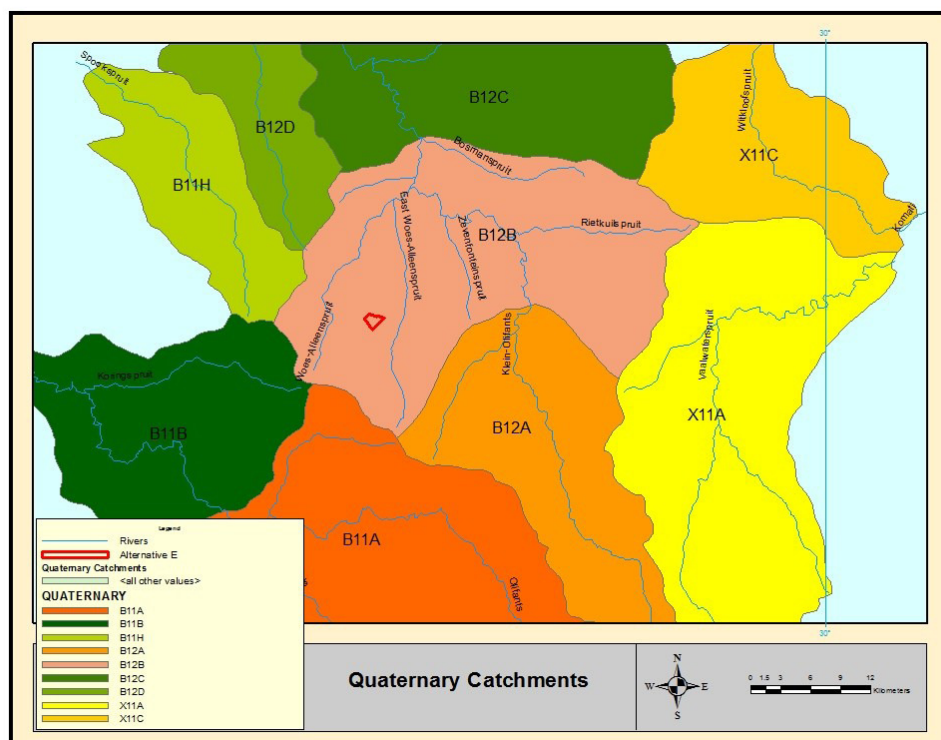 30°
Spookspruit
B12C
B12D
Witkloofspruit
Bosmanspruit
X11C
B11H
East Woes-Alleenspruit
Zevenfonteinspruit
B12B
Rietkuilspruit
Komati
Woes-Alleenspruit
Klein-Olifants
Vaalwaterspruit
Koringspruit
X11A
B11B
B12A
B11A
Olifants
Legend
Rivers
Alternative E
Quaternary Catchments
<all other values>
QUATERNARY
B11A
B11B
B11H
B12A
B12B
B12C
B12D
X11A
X11C
30°
Quaternary Catchments
N
W E
S
0 1.5 3 6 9 12
Kilometers